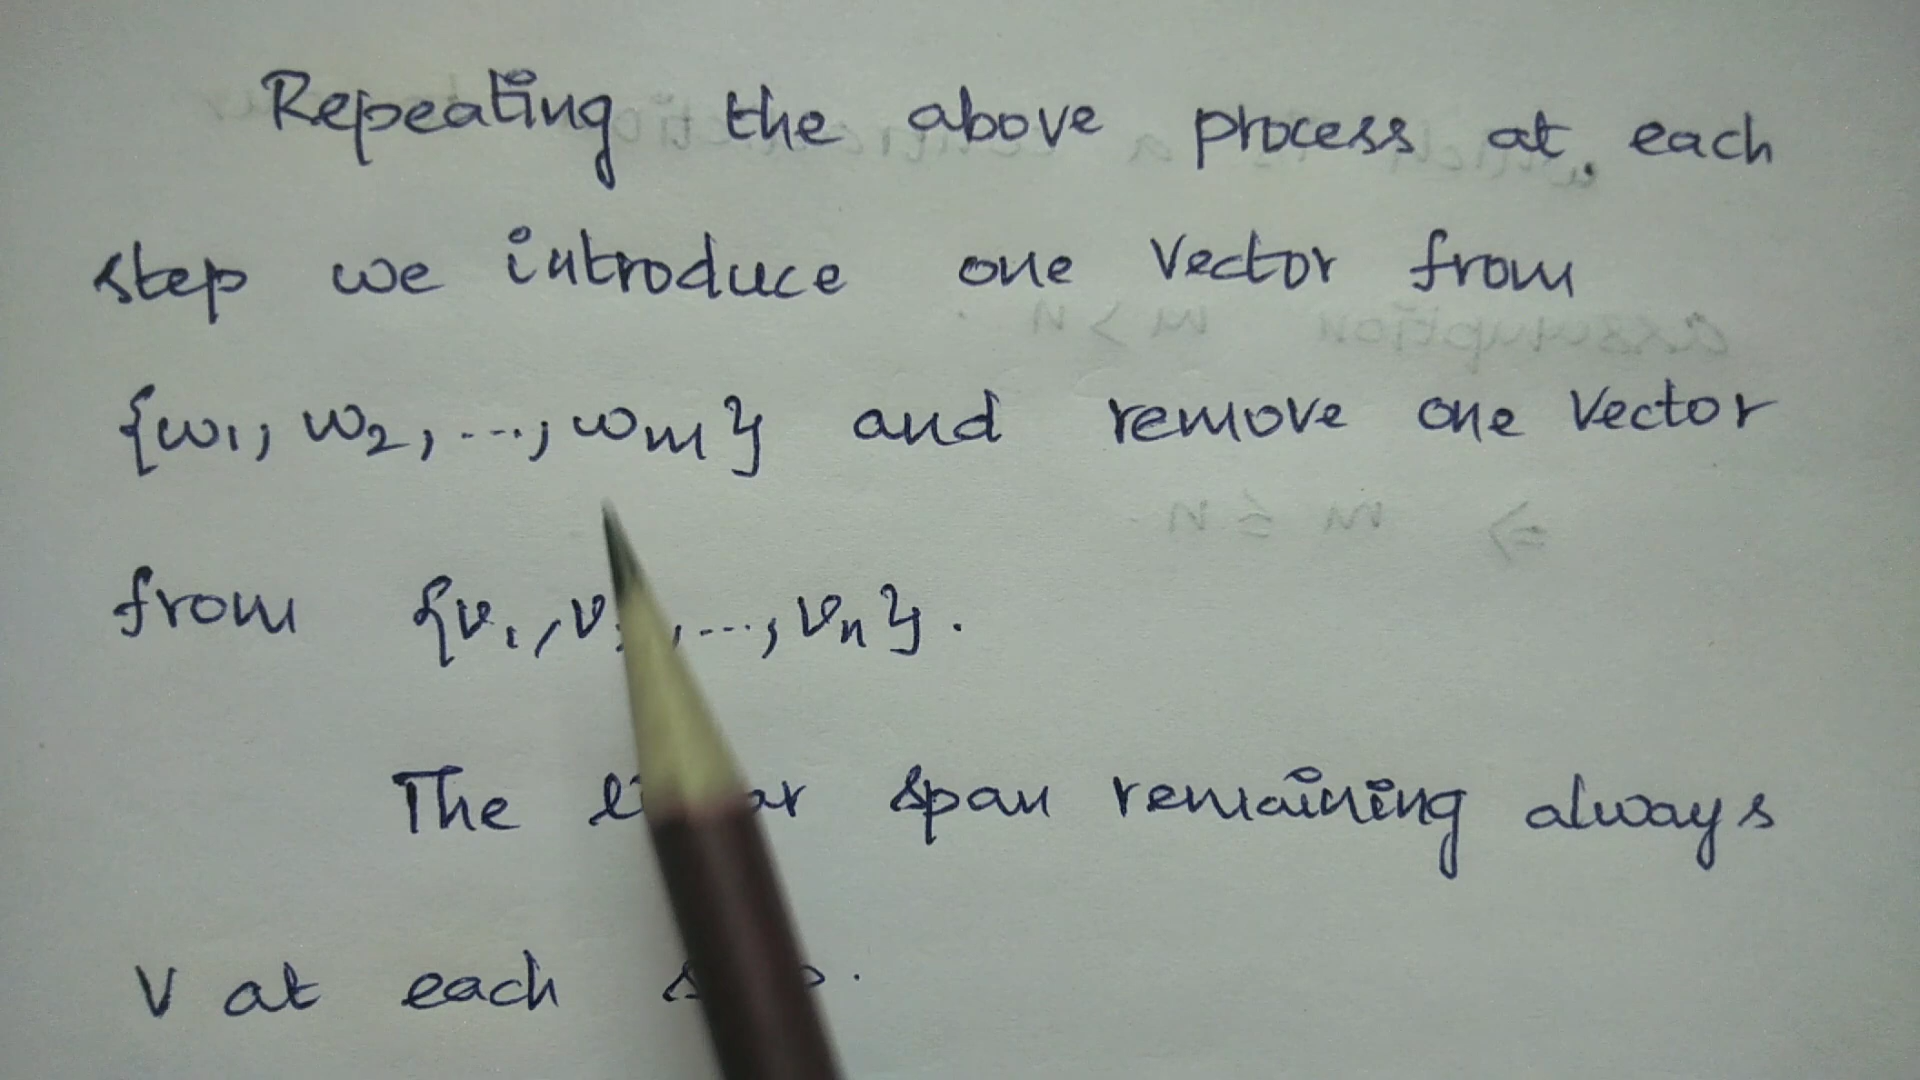 Repeating the above process at each
step we introduce one vector from
{w1, w2, ..., wm} and remove one vector
from {v1, v2, ..., vn}.
The span remaining always
V at each